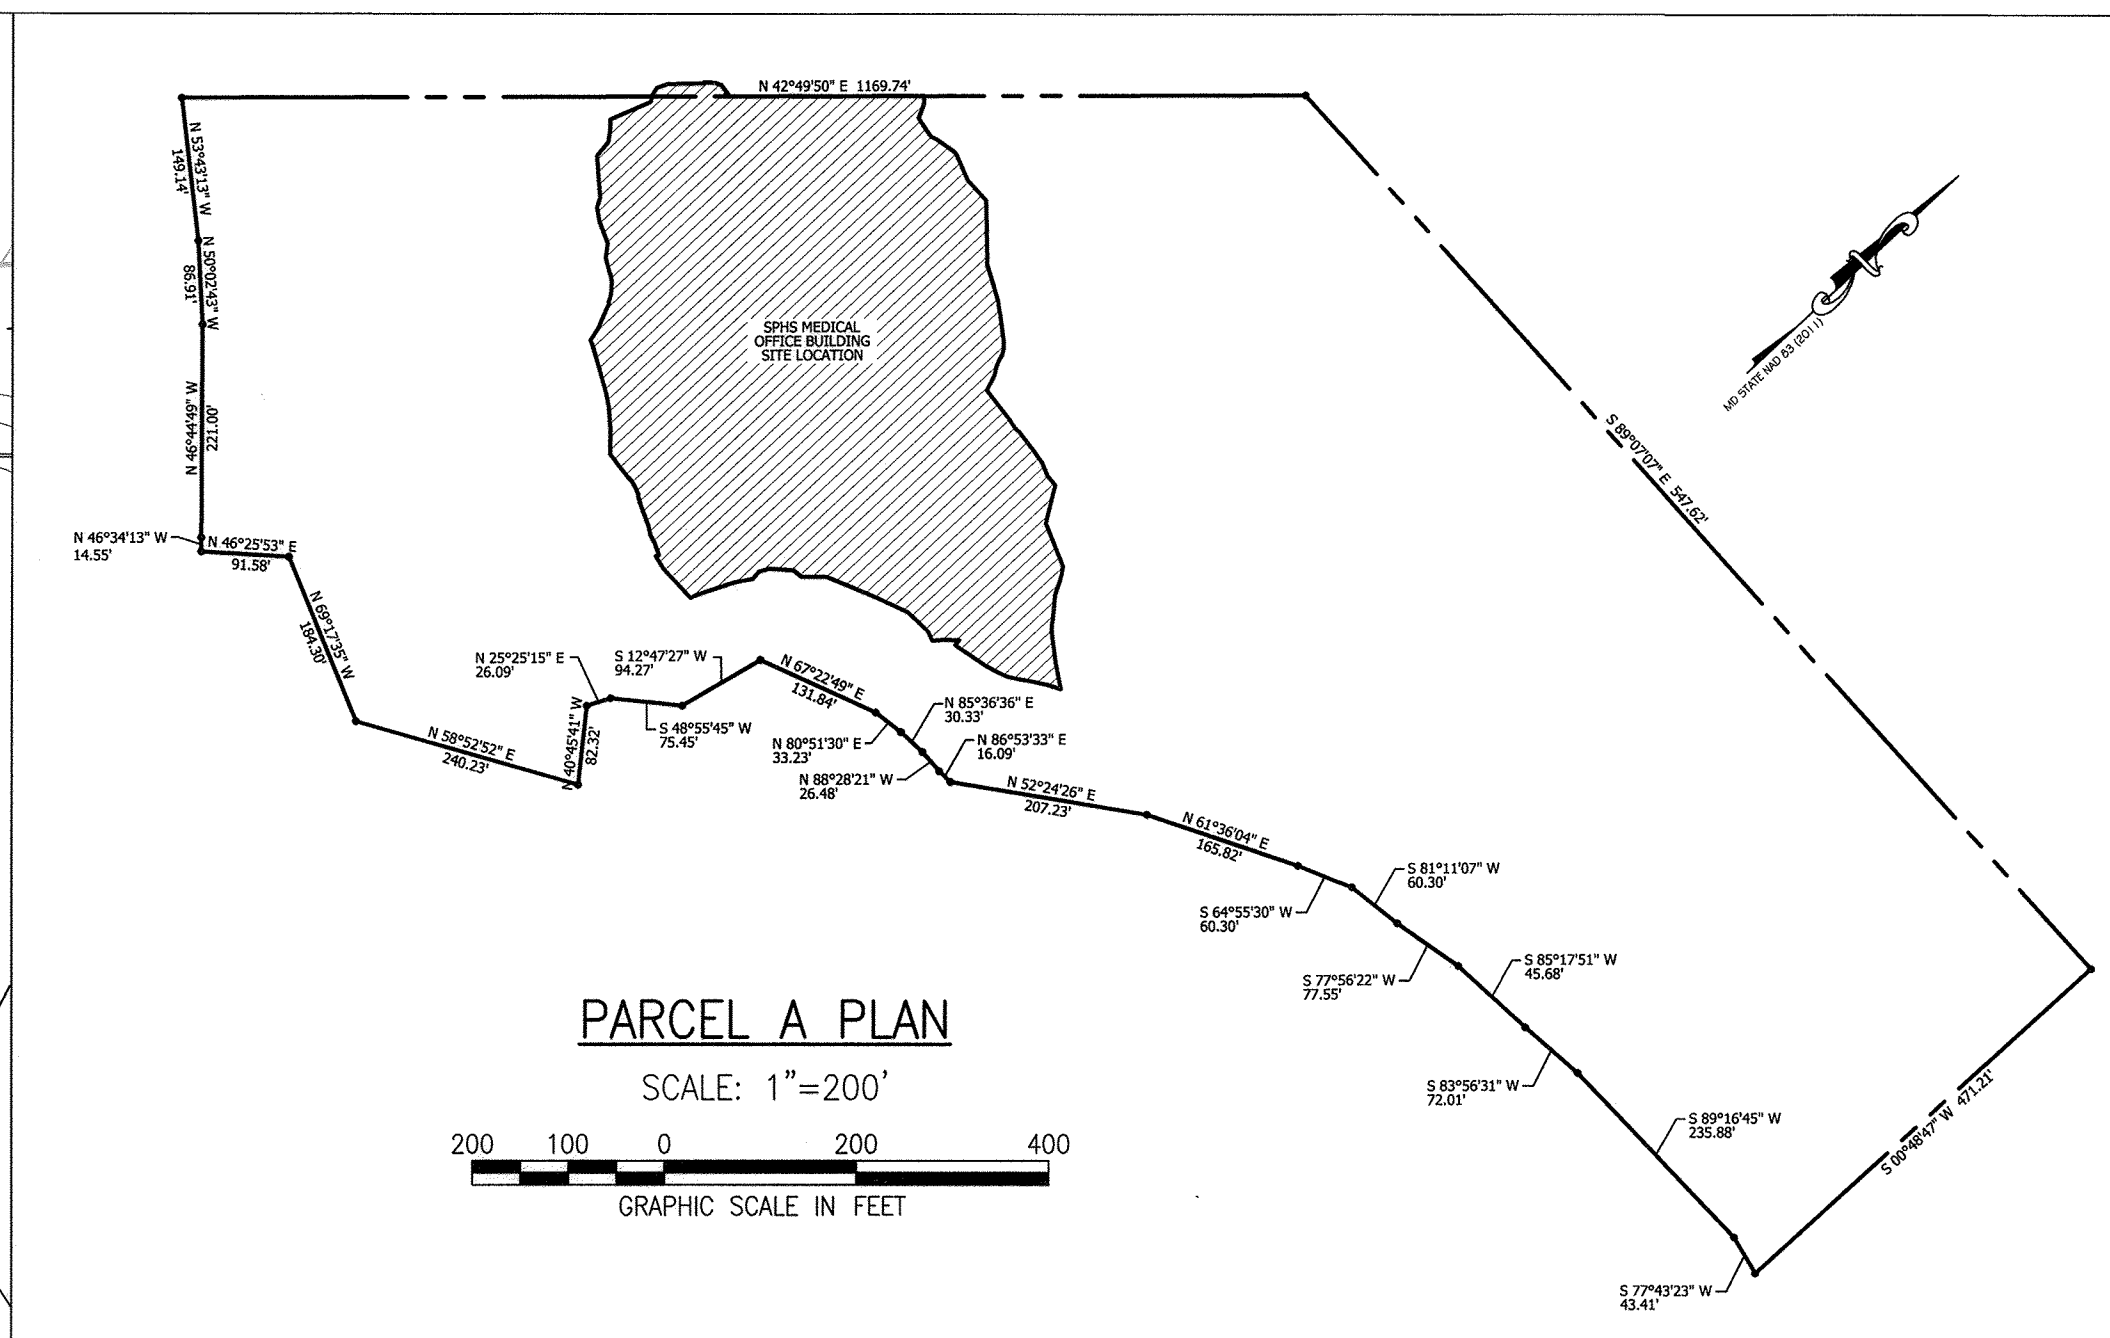 N 42°49'50" E 1169.74'
N 53°43'13" W
149.14'
N 50°02'43" W
86.91'
N 46°44'49" W
221.00'
N 46°34'13" W
14.55'
N 46°25'53" E
91.58'
N 69°17'35" W
184.30'
N 58°52'52" E
240.23'
N 40°45'41" W
82.32'
N 25°25'15" E
26.09'
S 48°55'45" W
75.45'
S 12°47'27" W
94.27'
N 67°22'49" E
131.84'
N 80°51'30" E
33.23'
N 85°36'36" E
30.33'
N 88°28'21" W
26.48'
N 86°53'33" E
16.09'
N 52°24'26" E
207.23'
N 61°36'04" E
165.82'
S 64°55'30" W
60.30'
S 81°11'07" W
60.30'
S 77°56'22" W
77.55'
S 85°17'51" W
45.68'
S 83°56'31" W
72.01'
S 89°16'45" W
235.88'
S 77°43'23" W
43.41'
S 00°48'47" W 471.21'
S 89°07'07" E 547.62'
SPHS MEDICAL
OFFICE BUILDING
SITE LOCATION
N
MD STATE NAD 83 (2011)
PARCEL A PLAN
SCALE: 1"=200'
200 100 0 200 400
GRAPHIC SCALE IN FEET